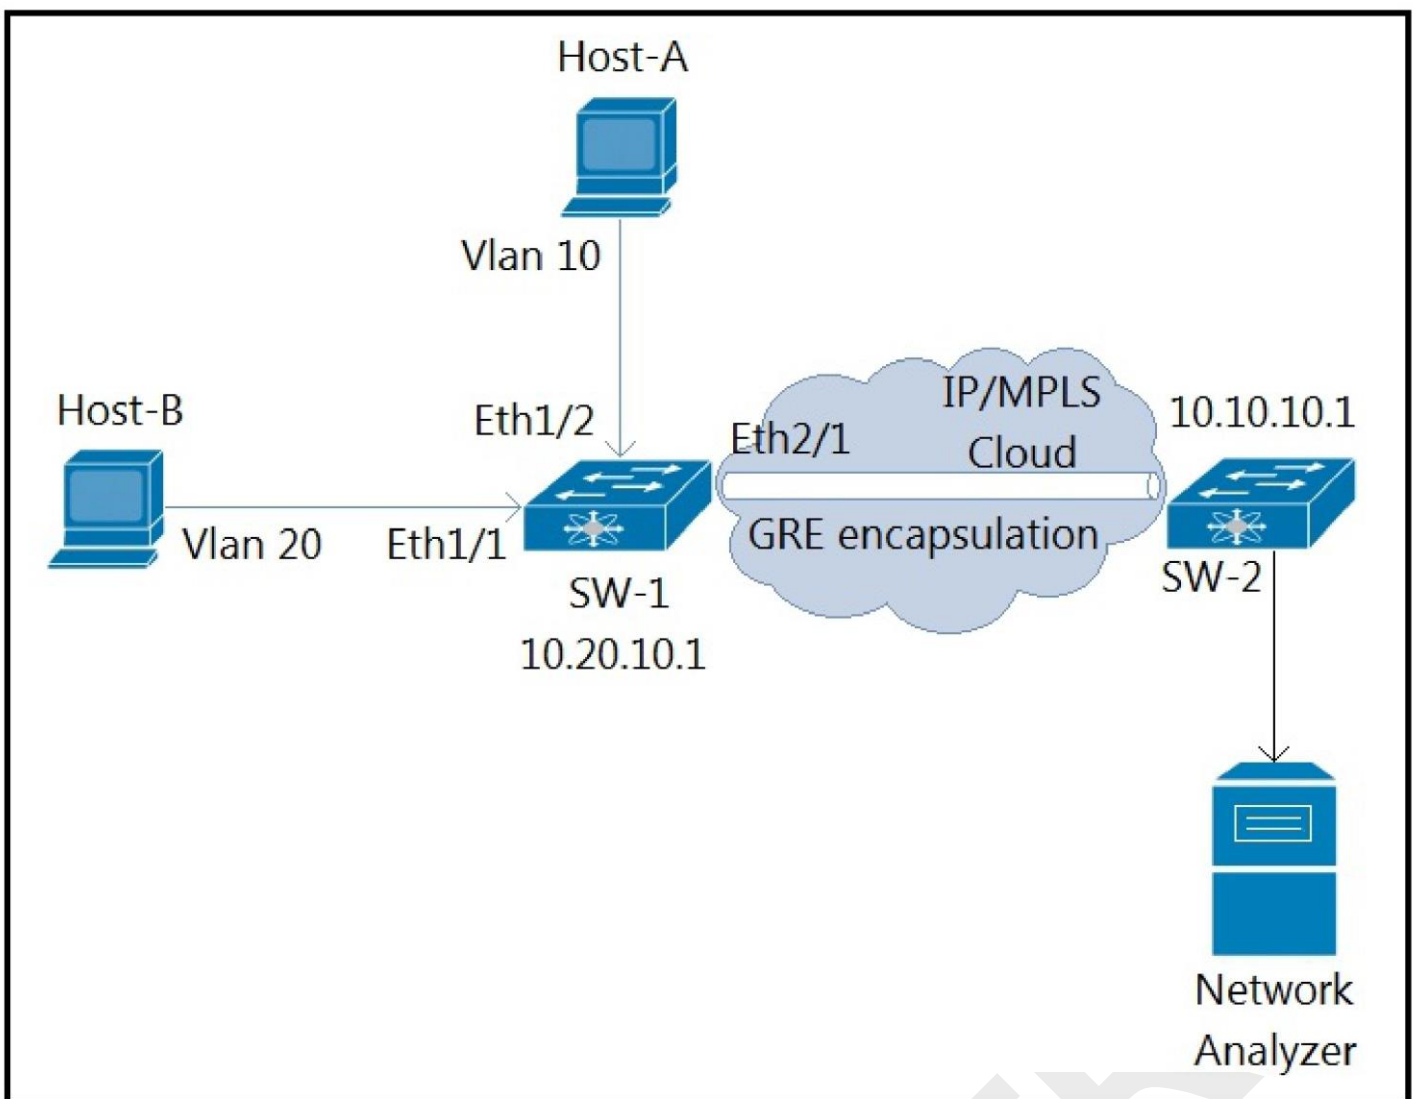 Host-A
Vlan 10
Host-B
Eth1/2
IP/MPLS
Cloud
10.10.10.1
Eth2/1
Vlan 20
Eth1/1
GRE encapsulation
SW-1
10.20.10.1
SW-2
Network
Analyzer